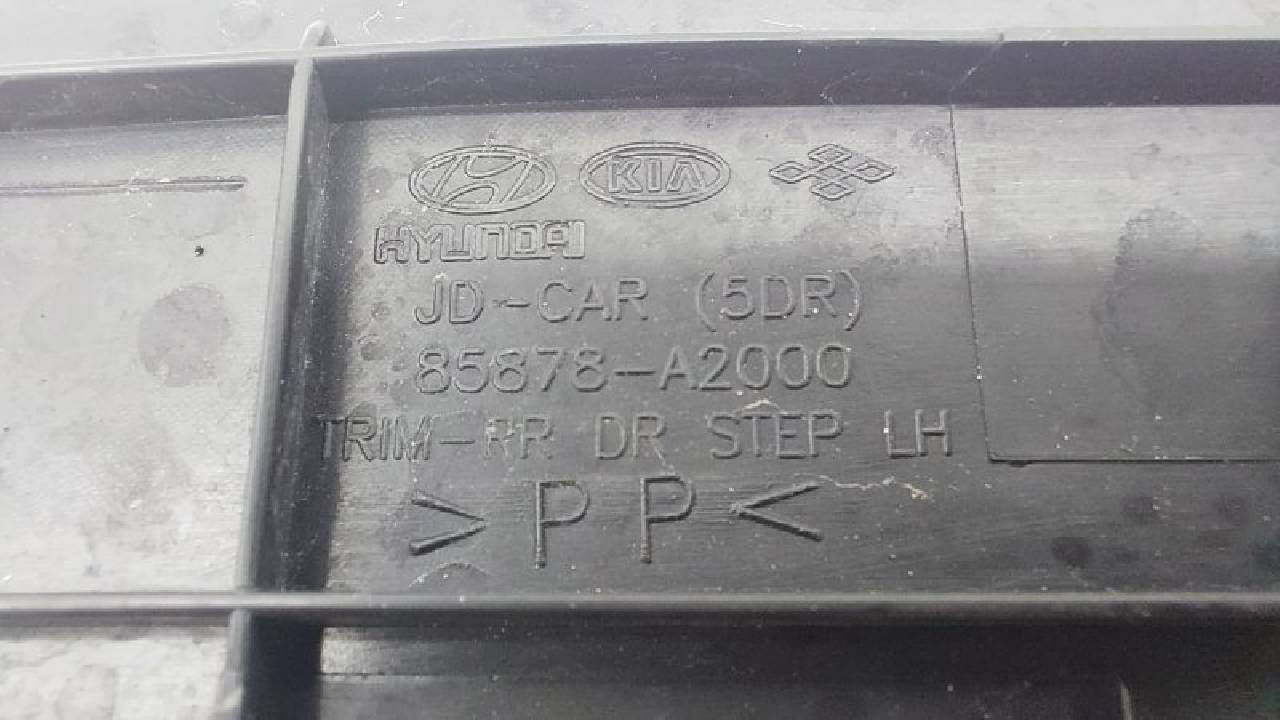 KIA
HYUNDAI
JD-CAR (5DR)
85878-A2000
TRIM-RR DR STEP LH
>PP<